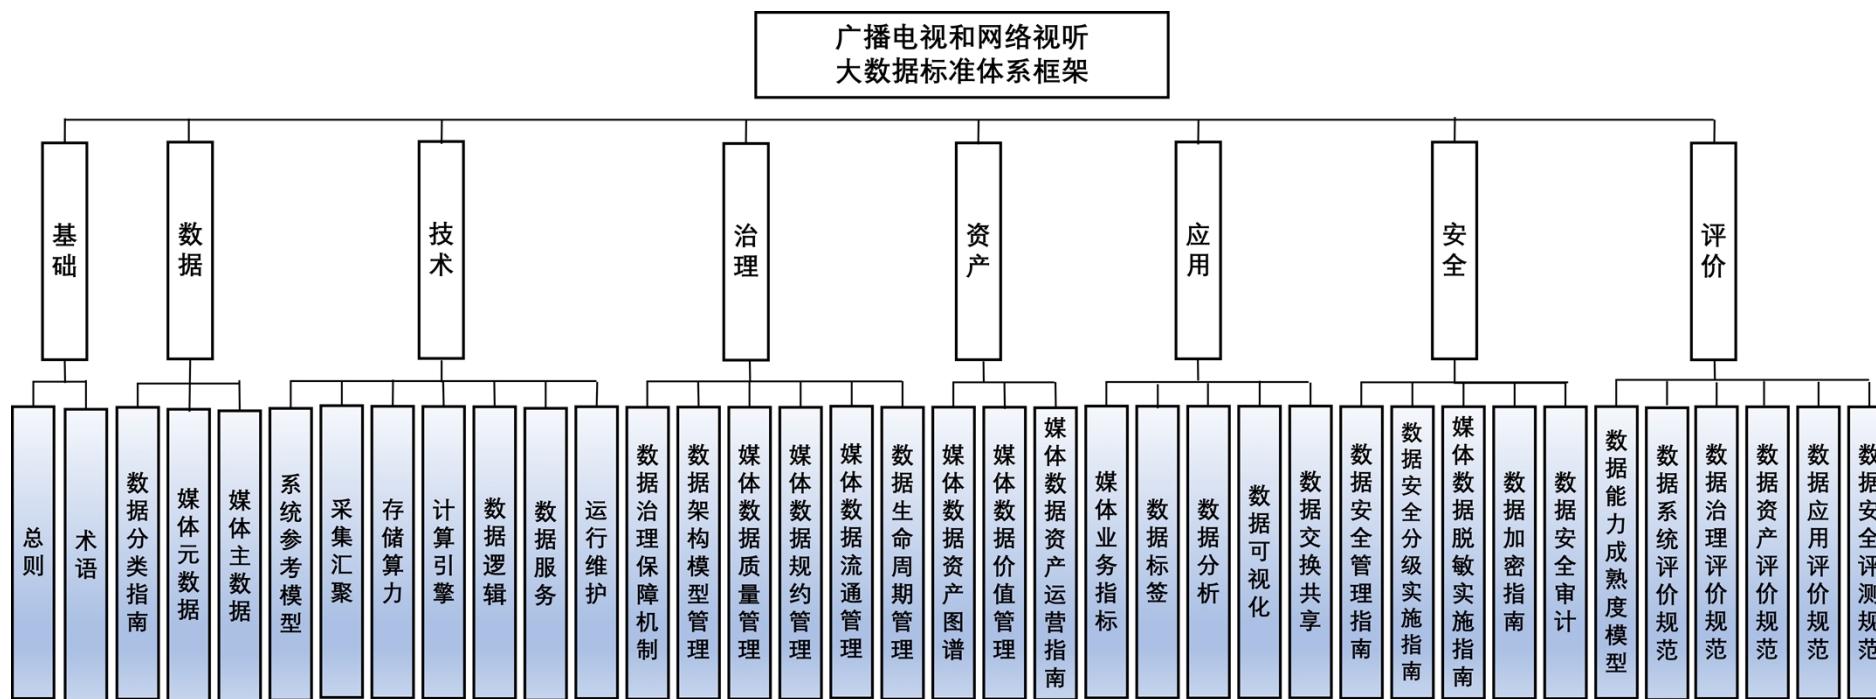 广播电视和网络视听
大数据标准体系框架
基础
数据
技术
治理
资产
应用
安全
评价
总则
术语
数据分类指南
媒体元数据
媒体主数据
系统参考模型
采集汇聚
存储算力
计算引擎
数据逻辑
数据服务
运行维护
数据治理保障机制
数据架构模型管理
媒体数据质量管理
媒体数据规约管理
媒体数据流通管理
数据生命周期管理
媒体数据资产图谱
媒体数据价值管理
媒体数据资产运营指南
媒体业务指标
数据标签
数据分析
数据可视化
数据交换共享
数据安全管理指南
数据安全分级实施指南
媒体数据脱敏实施指南
数据加密指南
数据安全审计
数据能力成熟度模型
数据系统评价规范
数据治理评价规范
数据资产评价规范
数据应用评价规范
数据安全评测规范